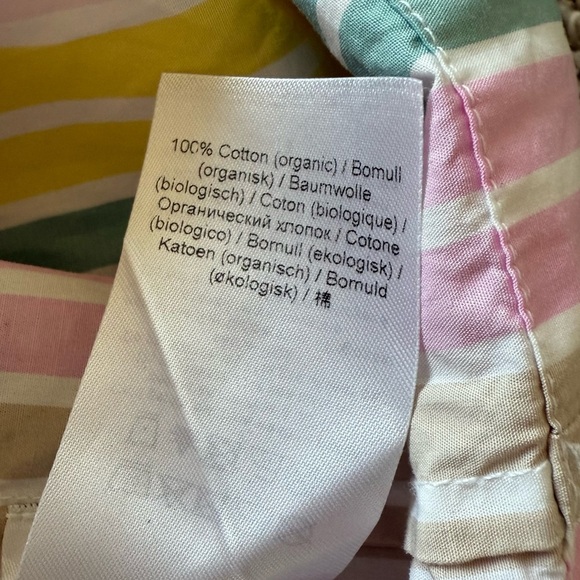 100% Cotton (organic) / Bomull
(organisk) / Baumwolle
(biologisch) / Coton (biologique) /
Органический хлопок / Cotone
(biologico) / Bomull (ekologisk) /
Katoen (organisch) / Bomuld
(økologisk) / 棉